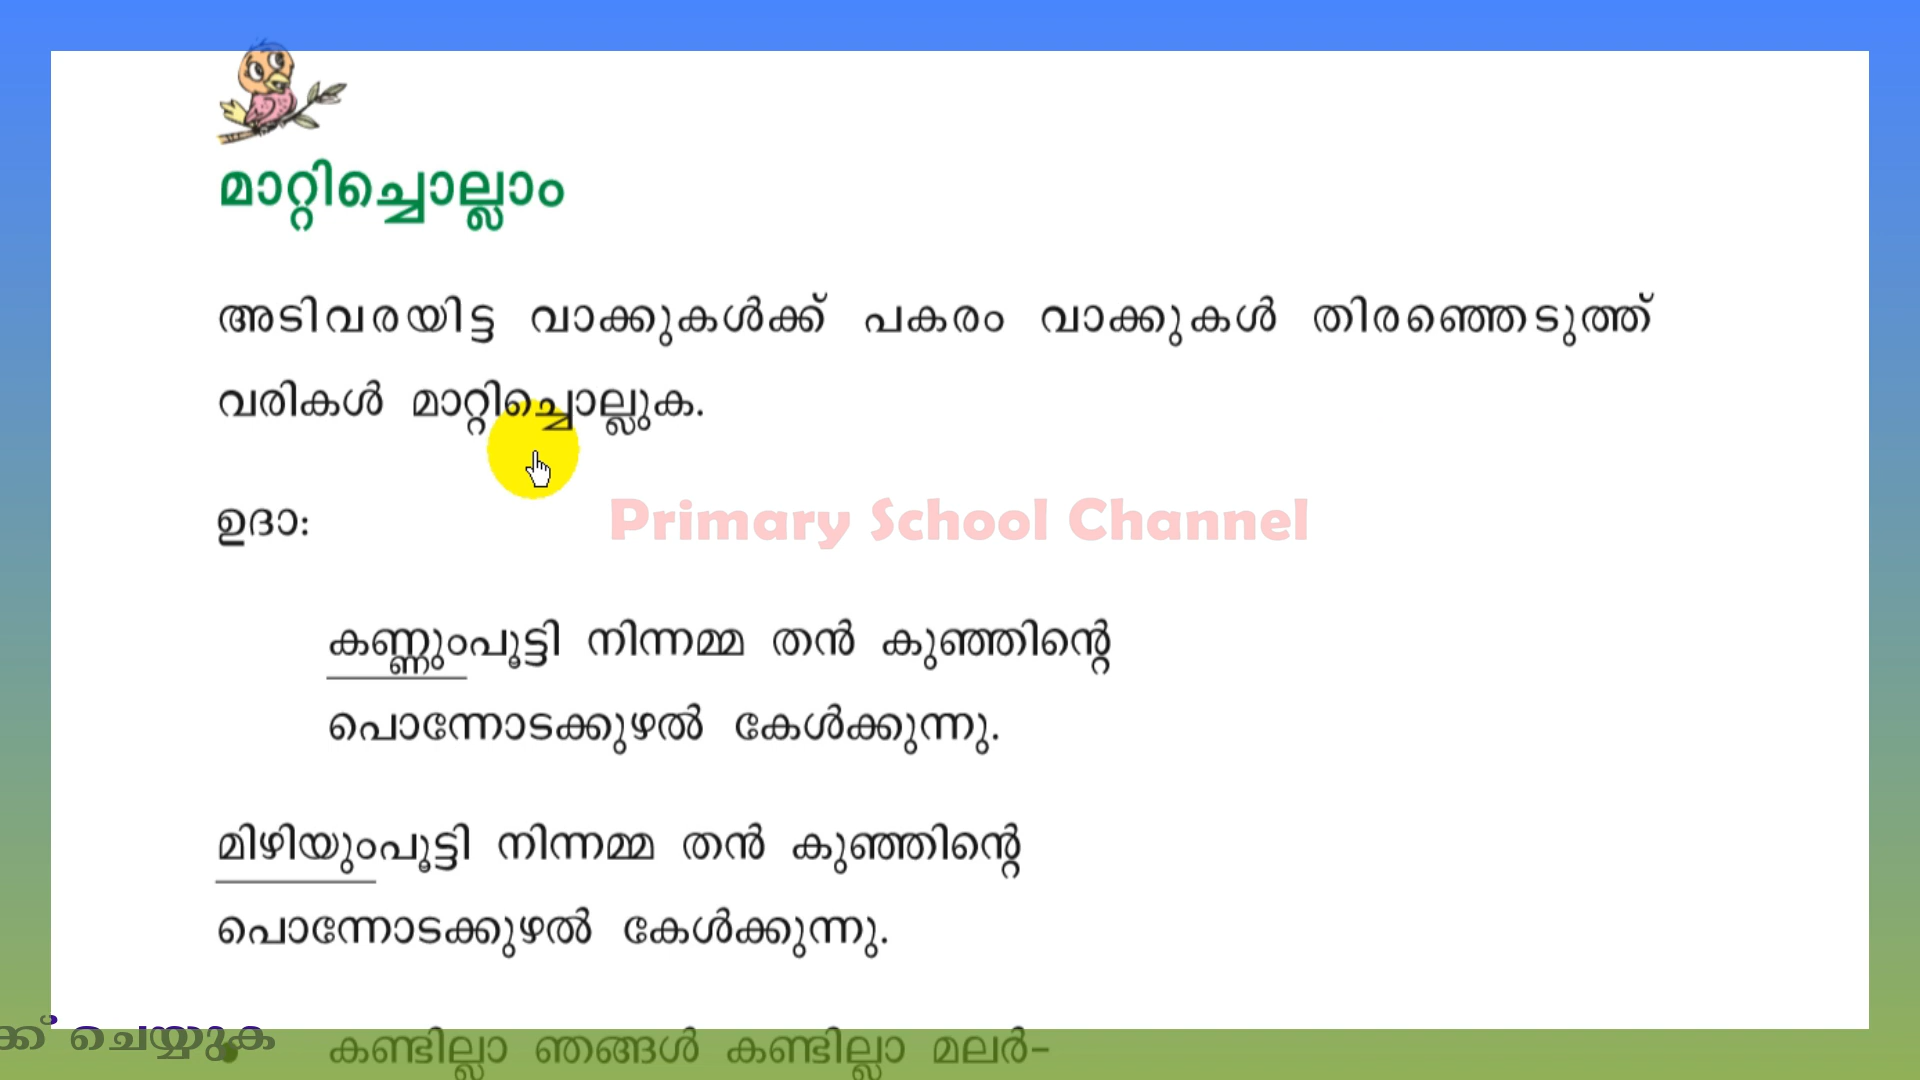 മാറ്റിച്ചൊല്ലാം
അടിവരയിട്ട വാക്കുകൾക്ക് പകരം വാക്കുകൾ തിരഞ്ഞെടുത്ത്
വരികൾ മാറ്റിച്ചൊല്ലുക.
ഉദാ:
Primary School Channel
കണ്ണുംപൂട്ടി നിന്നമ്മ തൻ കുഞ്ഞിന്റെ
പൊന്നോടക്കുഴൽ കേൾക്കുന്നു.
മിഴിയുംപൂട്ടി നിന്നമ്മ തൻ കുഞ്ഞിന്റെ
പൊന്നോടക്കുഴൽ കേൾക്കുന്നു.
ചെയ്യുക
• കണ്ടില്ലാ ഞങ്ങൾ കണ്ടില്ലാ മലർ-